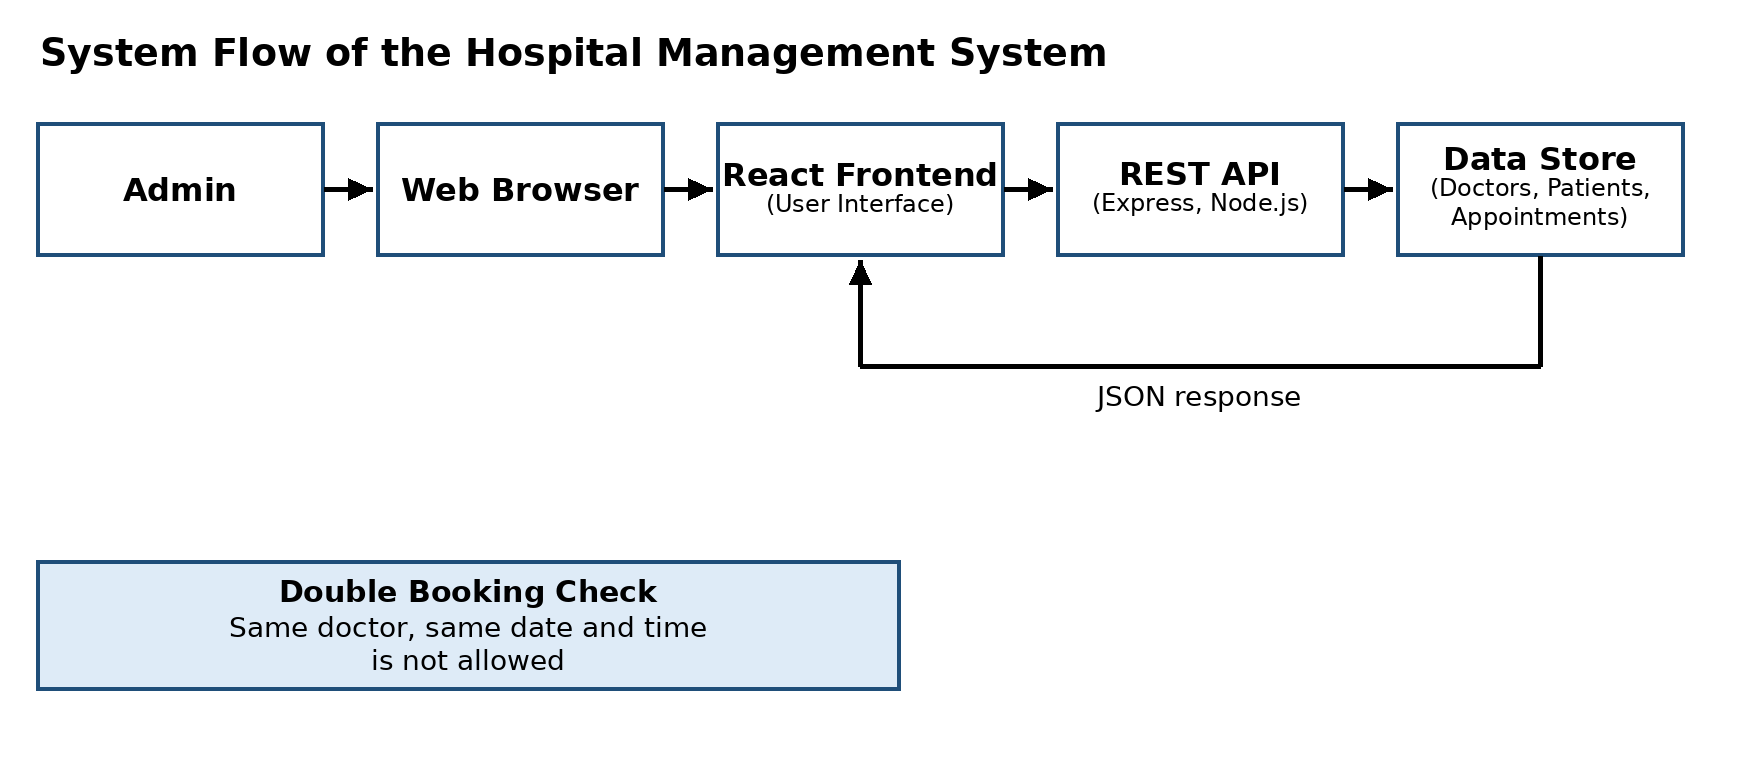 System Flow of the Hospital Management System
Admin
Web Browser
React Frontend
(User Interface)
REST API
(Express, Node.js)
Data Store
(Doctors, Patients,
Appointments)
JSON response
Double Booking Check
Same doctor, same date and time
is not allowed